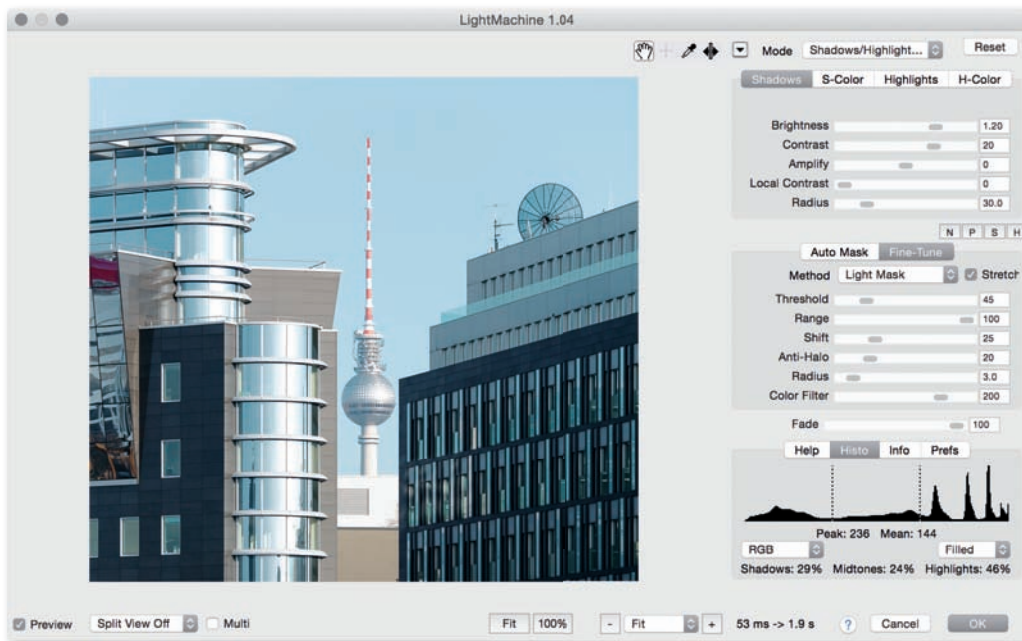 LightMachine 1.04
Mode Shadows/Highlight... Reset
Shadows S-Color Highlights H-Color
Brightness 1.20
Contrast 20
Amplify 0
Local Contrast 0
Radius 30.0
N P S H
Auto Mask Fine-Tune
Method Light Mask Stretch
Threshold 45
Range 100
Shift 25
Anti-Halo 20
Radius 3.0
Color Filter 200
Fade 100
Help Histo Info Prefs
Peak: 236 Mean: 144
RGB Filled
Shadows: 29% Midtones: 24% Highlights: 46%
Preview Split View Off Multi Fit 100% - Fit + 53 ms -> 1.9 s ? Cancel OK